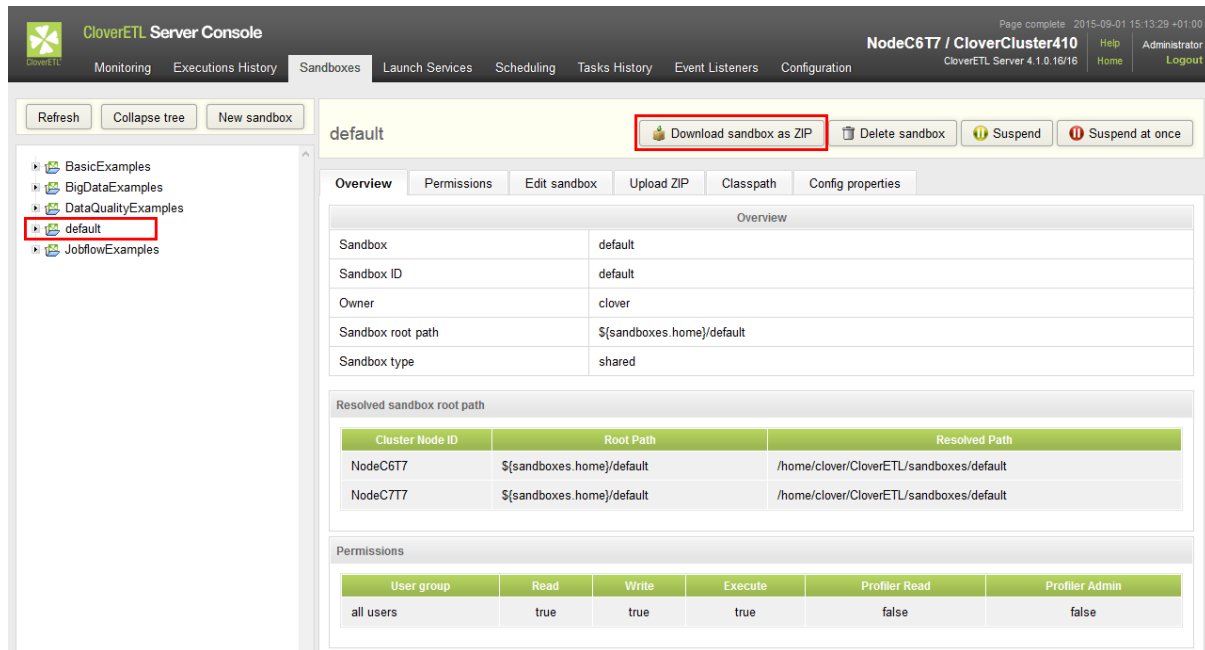 CloverETL
CloverETL Server Console
Page complete 2015-09-01 15:13:29 +01:00
NodeC6T7 / CloverCluster410
CloverETL Server 4.1.0.16/16
Help
Home
Administrator
Logout
Monitoring Executions History Sandboxes Launch Services Scheduling Tasks History Event Listeners Configuration
Refresh Collapse tree New sandbox
BasicExamples
BigDataExamples
DataQualityExamples
default
JobflowExamples
default
Download sandbox as ZIP Delete sandbox Suspend Suspend at once
Overview Permissions Edit sandbox Upload ZIP Classpath Config properties
Overview
Sandbox default
Sandbox ID default
Owner clover
Sandbox root path ${sandboxes.home}/default
Sandbox type shared
Resolved sandbox root path
Cluster Node ID Root Path Resolved Path
NodeC6T7 ${sandboxes.home}/default /home/clover/CloverETL/sandboxes/default
NodeC7T7 ${sandboxes.home}/default /home/clover/CloverETL/sandboxes/default
Permissions
User group Read Write Execute Profiler Read Profiler Admin
all users true true true false false